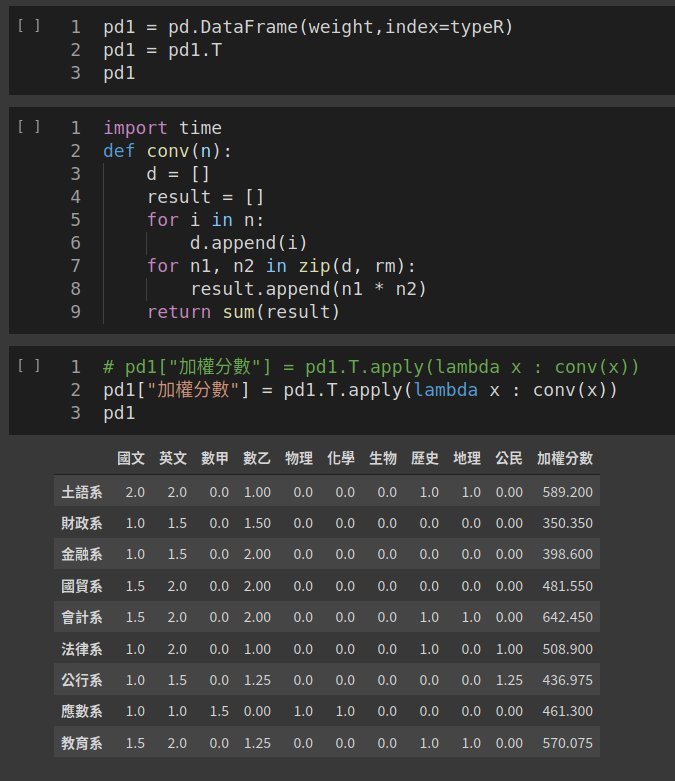 [ ] 1 pd1 = pd.DataFrame(weight,index=typeR)
2 pd1 = pd1.T
3 pd1
[ ] 1 import time
2 def conv(n):
3 d = []
4 result = []
5 for i in n:
6 d.append(i)
7 for n1, n2 in zip(d, rm):
8 result.append(n1 * n2)
9 return sum(result)
[ ] 1 # pd1["加權分數"] = pd1.T.apply(lambda x : conv(x))
2 pd1["加權分數"] = pd1.T.apply(lambda x : conv(x))
3 pd1
國文 英文 數甲 數乙 物理 化學 生物 歷史 地理 公民 加權分數
土語系 2.0 2.0 0.0 1.00 0.0 0.0 0.0 1.0 1.0 0.00 589.200
財政系 1.0 1.5 0.0 1.50 0.0 0.0 0.0 0.0 0.0 0.00 350.350
金融系 1.0 1.5 0.0 2.00 0.0 0.0 0.0 0.0 0.0 0.00 398.600
國貿系 1.5 2.0 0.0 2.00 0.0 0.0 0.0 0.0 0.0 0.00 481.550
會計系 1.5 2.0 0.0 2.00 0.0 0.0 0.0 1.0 1.0 0.00 642.450
法律系 1.0 2.0 0.0 1.00 0.0 0.0 0.0 1.0 0.0 1.00 508.900
公行系 1.0 1.5 0.0 1.25 0.0 0.0 0.0 0.0 0.0 1.25 436.975
應數系 1.0 1.0 1.5 0.00 1.0 1.0 0.0 0.0 0.0 0.00 461.300
教育系 1.5 2.0 0.0 1.25 0.0 0.0 0.0 1.0 1.0 0.00 570.075